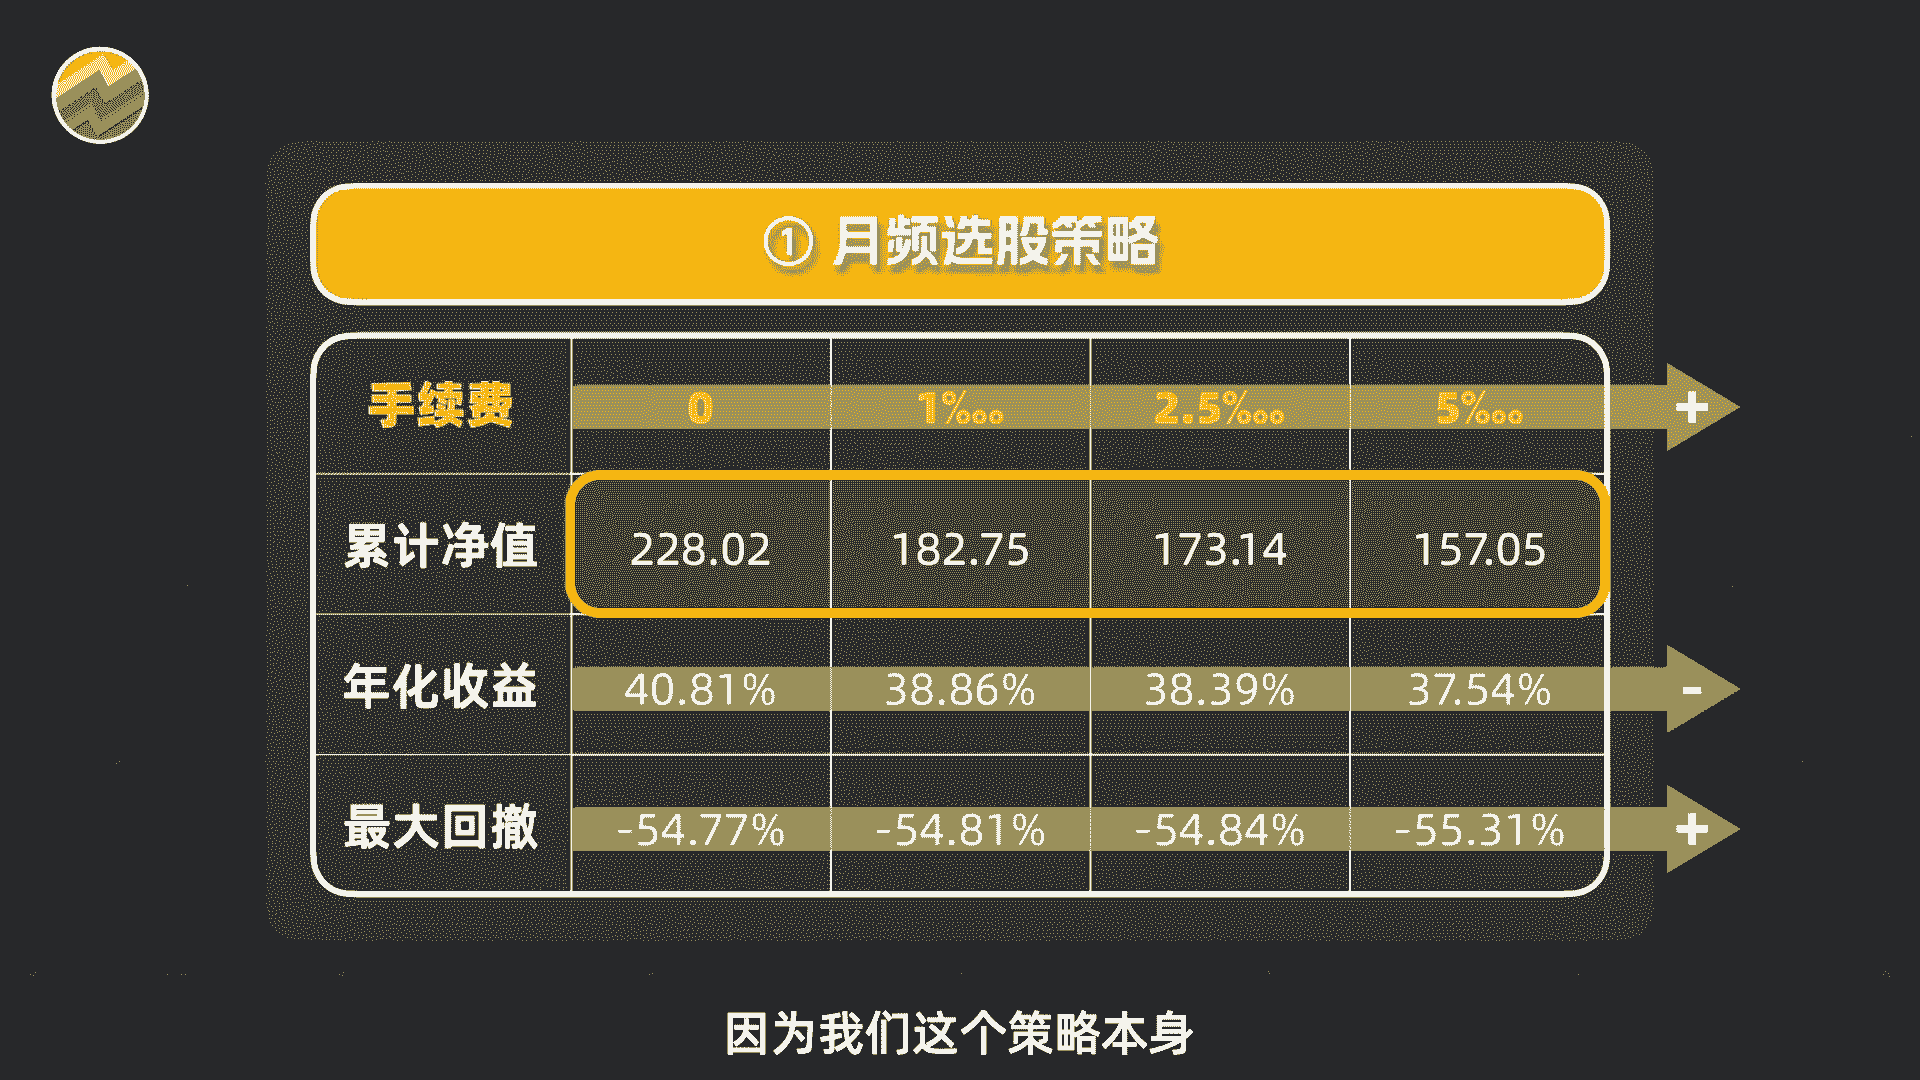 ① 月频选股策略
手续费 0 1‱ 2.5‱ 5‱ +
累计净值 228.02 182.75 173.14 157.05
年化收益 40.81% 38.86% 38.39% 37.54% -
最大回撤 -54.77% -54.81% -54.84% -55.31% +
因为我们这个策略本身